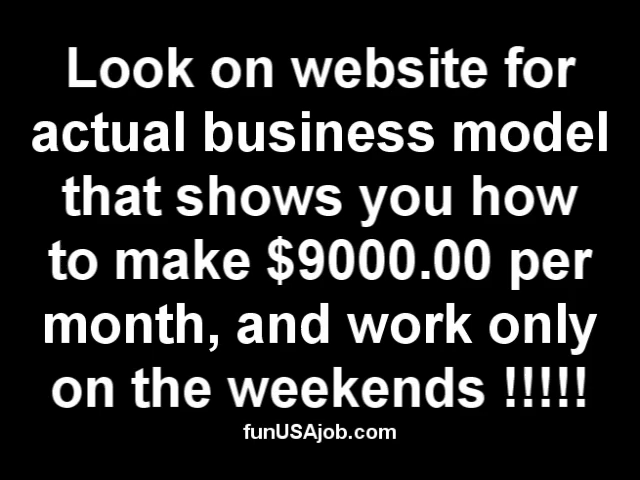 Look on website for
actual business model
that shows you how
to make $9000.00 per
month, and work only
on the weekends !!!!!
funUSAjob.com